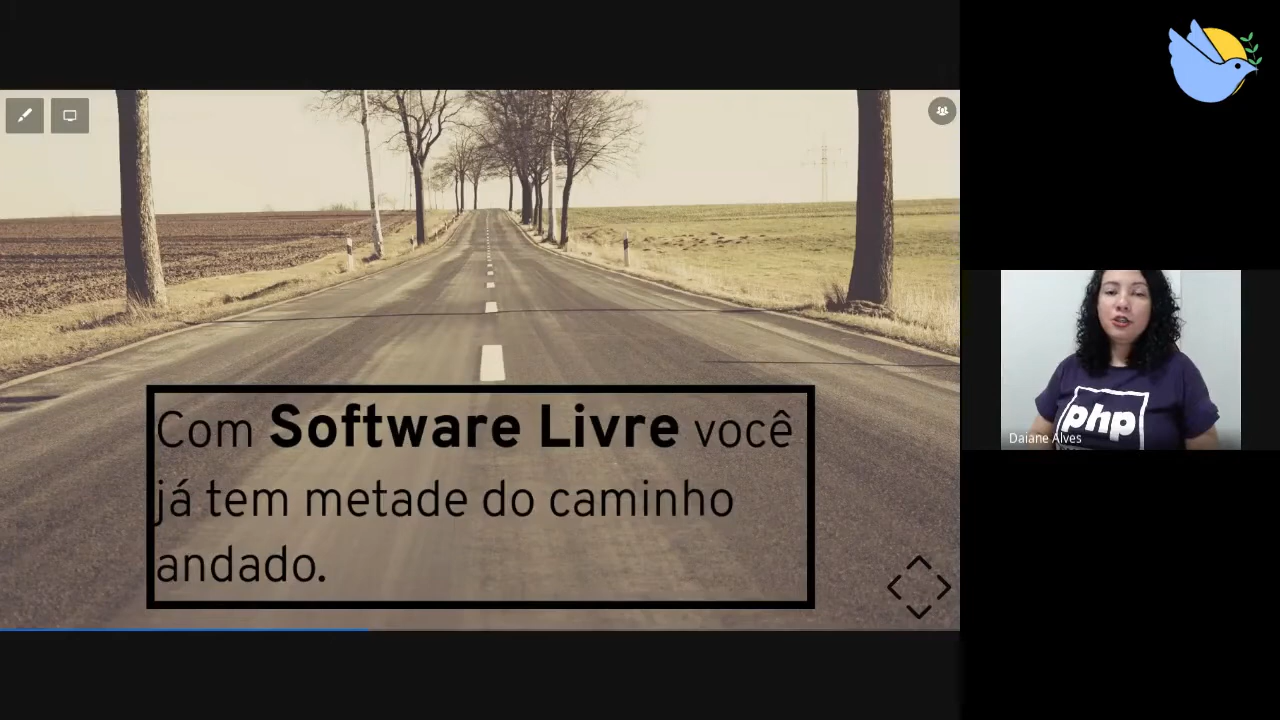 Com Software Livre você
já tem metade do caminho
andado.
php
Daiane Alves